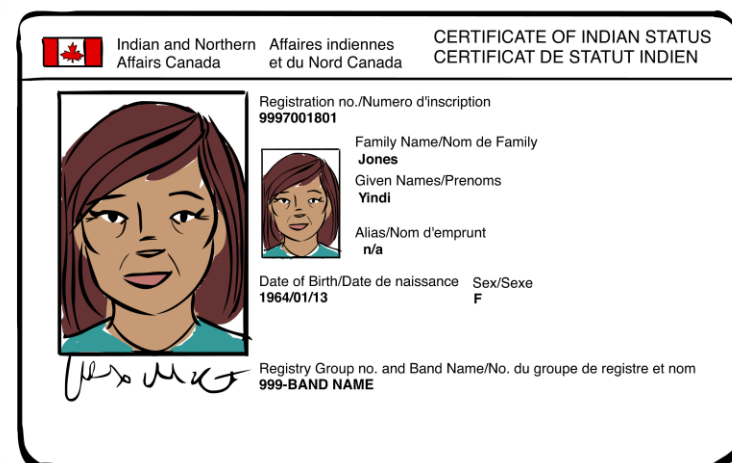 Indian and Northern Affairs Canada
Affaires indiennes et du Nord Canada
CERTIFICATE OF INDIAN STATUS
CERTIFICAT DE STATUT INDIEN
Registration no./Numero d'inscription
9997001801
Family Name/Nom de Family
Jones
Given Names/Prenoms
Yindi
Alias/Nom d'emprunt
n/a
Date of Birth/Date de naissance Sex/Sexe
1964/01/13 F
Registry Group no. and Band Name/No. du groupe de registre et nom
999-BAND NAME